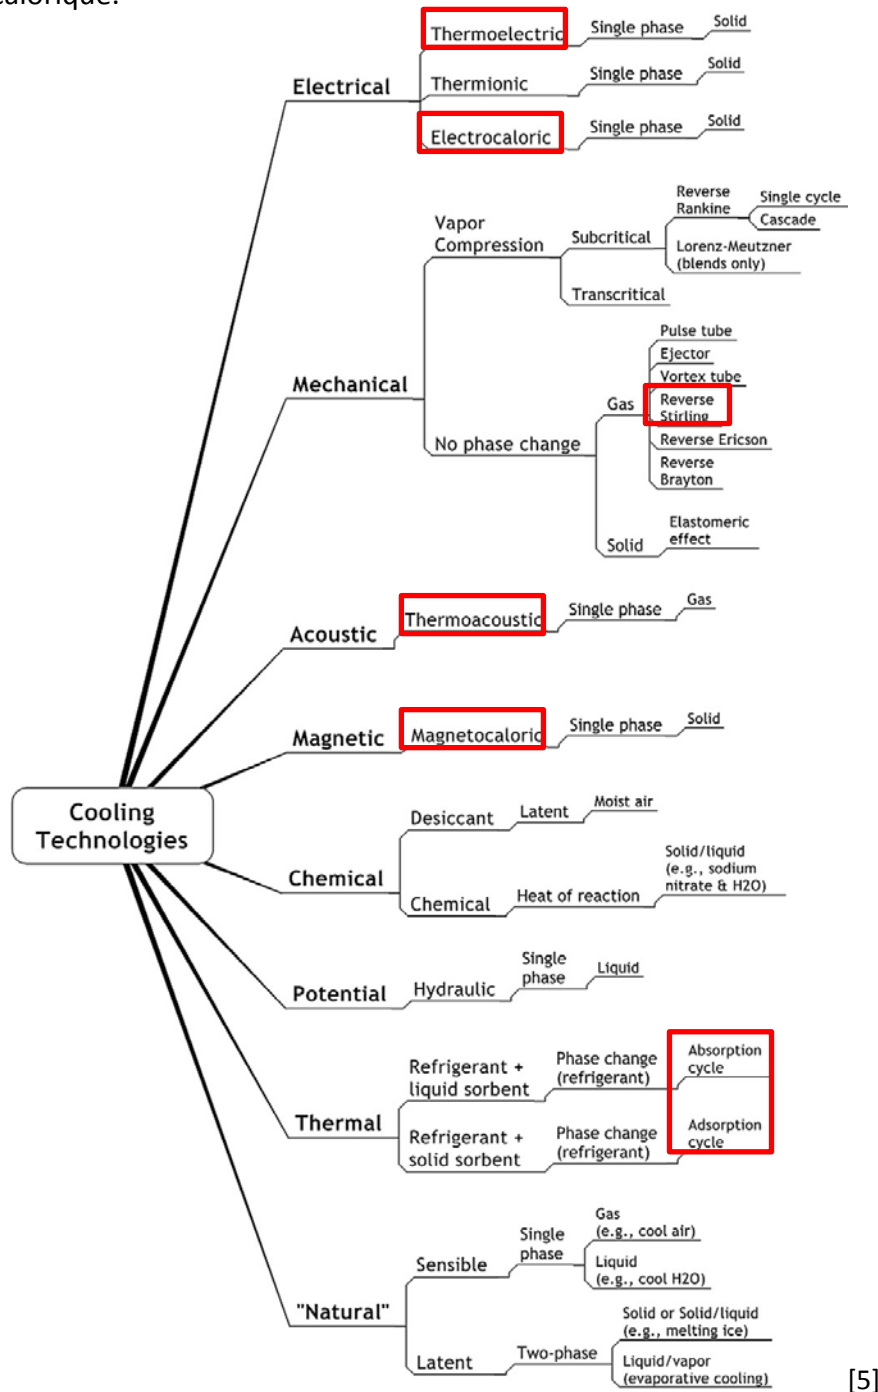 calorique.
Thermoelectric
Single phase
Solid
Electrical
Thermionic
Single phase
Solid
Electrocaloric
Single phase
Solid
Mechanical
Vapor
Compression
Subcritical
Reverse
Rankine
Single cycle
Cascade
Lorenz-Meutzner
(blends only)
Transcritical
No phase change
Gas
Pulse tube
Ejector
Vortex tube
Reverse
Stirling
Reverse Ericson
Reverse
Brayton
Solid
Elastomeric
effect
Acoustic
Thermoacoustic
Single phase
Gas
Magnetic
Magnetocaloric
Single phase
Solid
Cooling
Technologies
Chemical
Desiccant
Latent
Moist air
Chemical
Heat of reaction
Solid/liquid
(e.g., sodium
nitrate & H2O)
Potential
Hydraulic
Single
phase
Liquid
Thermal
Refrigerant +
liquid sorbent
Phase change
(refrigerant)
Absorption
cycle
Refrigerant +
solid sorbent
Phase change
(refrigerant)
Adsorption
cycle
"Natural"
Sensible
Single
phase
Gas
(e.g., cool air)
Liquid
(e.g., cool H2O)
Latent
Two-phase
Solid or Solid/liquid
(e.g., melting ice)
Liquid/vapor
(evaporative cooling)
[5]